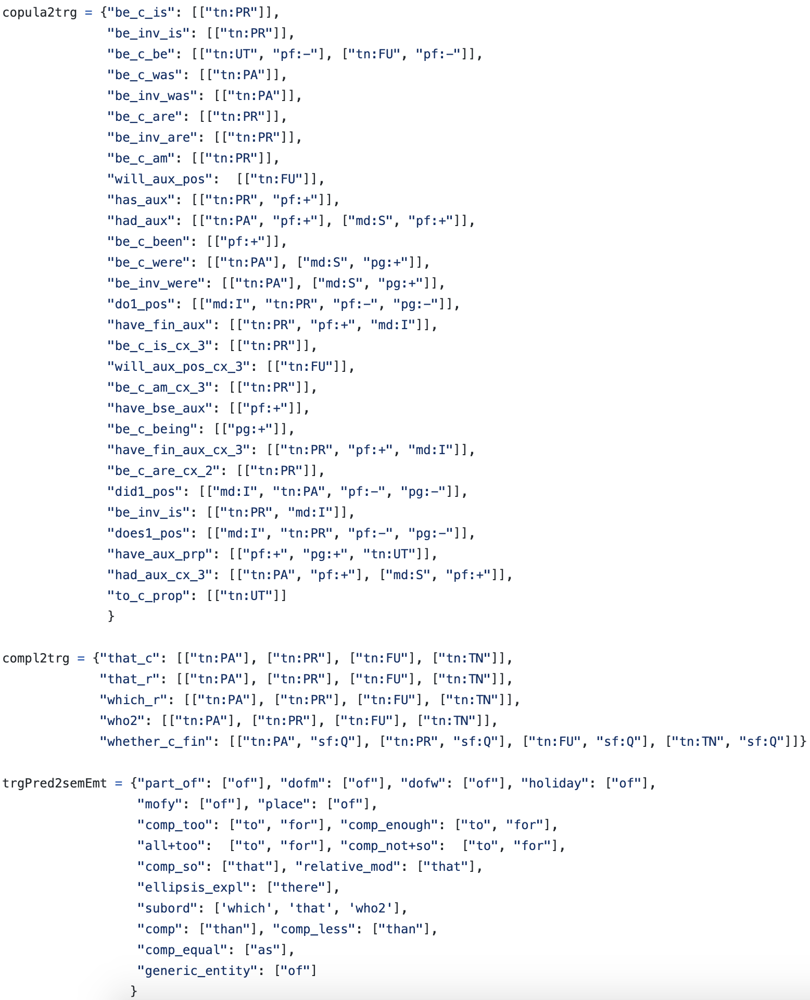 copula2trg = {"be_c_is": [["tn:PR"]],
"be_inv_is": [["tn:PR"]],
"be_c_be": [["tn:UT", "pf:-"], ["tn:FU", "pf:-"]],
"be_c_was": [["tn:PA"]],
"be_inv_was": [["tn:PA"]],
"be_c_are": [["tn:PR"]],
"be_inv_are": [["tn:PR"]],
"be_c_am": [["tn:PR"]],
"will_aux_pos":  [["tn:FU"]],
"has_aux": [["tn:PR", "pf:+"]],
"had_aux": [["tn:PA", "pf:+"], ["md:S", "pf:+"]],
"be_c_been": [["pf:+"]],
"be_c_were": [["tn:PA"], ["md:S", "pg:+"]],
"be_inv_were": [["tn:PA"], ["md:S", "pg:+"]],
"do1_pos": [["md:I", "tn:PR", "pf:-", "pg:-"]],
"have_fin_aux": [["tn:PR", "pf:+", "md:I"]],
"be_c_is_cx_3": [["tn:PR"]],
"will_aux_pos_cx_3": [["tn:FU"]],
"be_c_am_cx_3": [["tn:PR"]],
"have_bse_aux": [["pf:+"]],
"be_c_being": [["pg:+"]],
"have_fin_aux_cx_3": [["tn:PR", "pf:+", "md:I"]],
"be_c_are_cx_2": [["tn:PR"]],
"did1_pos": [["md:I", "tn:PA", "pf:-", "pg:-"]],
"be_inv_is": [["tn:PR", "md:I"]],
"does1_pos": [["md:I", "tn:PR", "pf:-", "pg:-"]],
"have_aux_prp": [["pf:+", "pg:+", "tn:UT"]],
"had_aux_cx_3": [["tn:PA", "pf:+"], ["md:S", "pf:+"]],
"to_c_prop": [["tn:UT"]]
}
compl2trg = {"that_c": [["tn:PA"], ["tn:PR"], ["tn:FU"], ["tn:TN"]],
"that_r": [["tn:PA"], ["tn:PR"], ["tn:FU"], ["tn:TN"]],
"which_r": [["tn:PA"], ["tn:PR"], ["tn:FU"], ["tn:TN"]],
"who2": [["tn:PA"], ["tn:PR"], ["tn:FU"], ["tn:TN"]],
"whether_c_fin": [["tn:PA", "sf:Q"], ["tn:PR", "sf:Q"], ["tn:FU", "sf:Q"], ["tn:TN", "sf:Q"]]}
trgPred2semEmt = {"part_of": ["of"], "dofm": ["of"], "dofw": ["of"], "holiday": ["of"],
"mofy": ["of"], "place": ["of"],
"comp_too": ["to", "for"], "comp_enough": ["to", "for"],
"all+too":  ["to", "for"], "comp_not+so":  ["to", "for"],
"comp_so": ["that"], "relative_mod": ["that"],
"ellipsis_expl": ["there"],
"subord": ['which', 'that', 'who2'],
"comp": ["than"], "comp_less": ["than"],
"comp_equal": ["as"],
"generic_entity": ["of"]
}